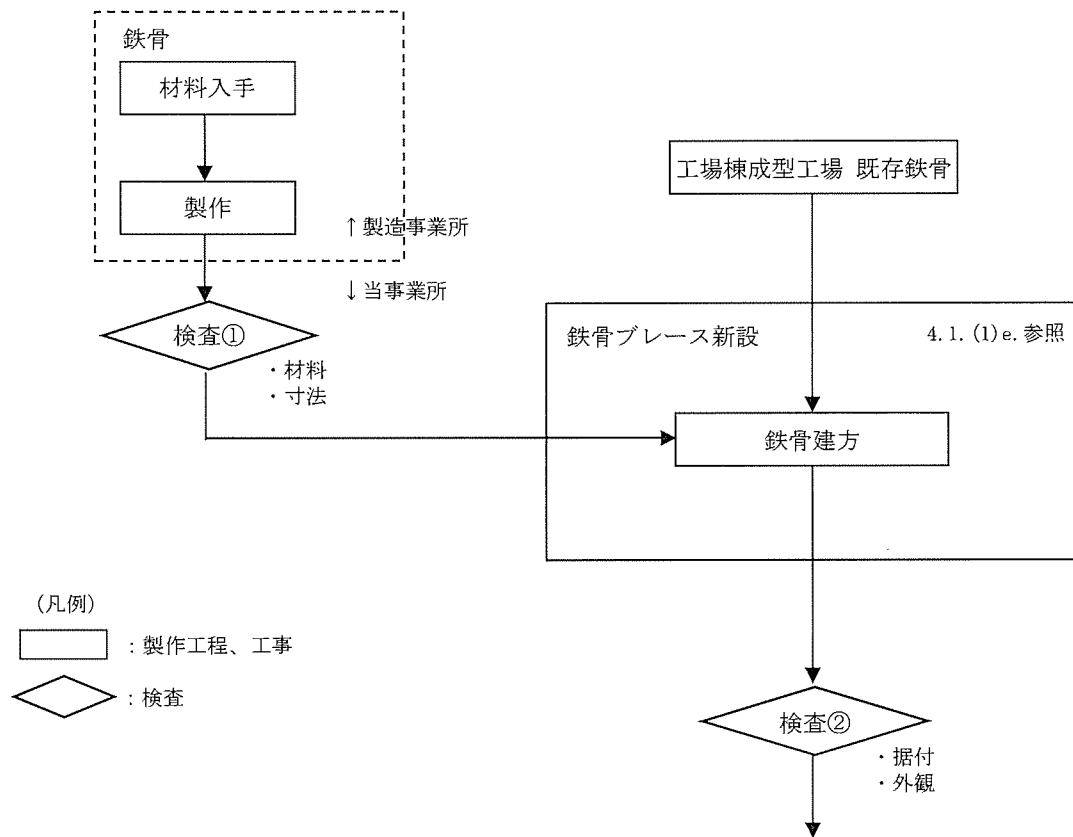 鉄骨
材料入手
製作
↑製造事業所
↓当事業所
検査①
・材料
・寸法
工場棟成型工場 既存鉄骨
鉄骨ブレース新設
4.1.(1)e.参照
鉄骨建方
(凡例)
：製作工程、工事
：検査
検査②
・据付
・外観